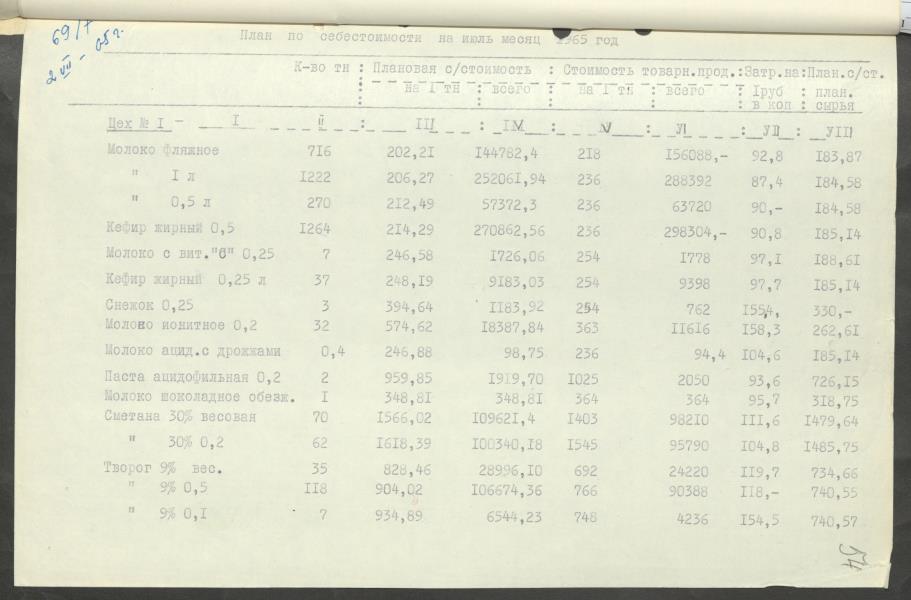 69/7
2 VII - 65 г.
План по себестоимости на июль месяц 1965 год
К-во тн : Плановая с/стоимость : Стоимость товарн.прод.:Затр.на:План.с/ст.
: на I тн : всего : на I тн : всего : Iруб : план.
: в коп : сырья
Цех № I - I II : III : IV : V : VI : VII : VIII
Молоко фляжное 716 202,21 144782,4 218 156088,- 92,8 183,87
" I л 1222 206,27 252061,94 236 288392 87,4 184,58
" 0,5 л 270 212,49 57372,3 236 63720 90,- 184,58
Кефир жирный 0,5 1264 214,29 270862,56 236 298304,- 90,8 185,14
Молоко с вит."б" 0,25 7 246,58 1726,06 254 1778 97,1 188,61
Кефир жирный 0,25 л 37 248,19 9183,03 254 9398 97,7 185,14
Снежок 0,25 3 394,64 1183,92 254 762 1554, 330,-
Молоко ионитное 0,2 32 574,62 18387,84 363 11616 158,3 262,61
Молоко ацид.с дрожжами 0,4 246,88 98,75 236 94,4 104,6 185,14
Паста ацидофильная 0,2 2 959,85 1919,70 1025 2050 93,6 726,15
Молоко шоколадное обезж. I 348,81 348,81 364 364 95,7 318,75
Сметана 30% весовая 70 1566,02 109621,4 1403 98210 111,6 1479,64
" 30% 0,2 62 1618,39 100340,18 1545 95790 104,8 1485,75
Творог 9% вес. 35 828,46 28996,10 692 24220 119,7 734,66
" 9% 0,5 118 904,02 106674,36 766 90388 118,- 740,55
" 9% 0,1 7 934,89 6544,23 748 4236 154,5 740,57
54